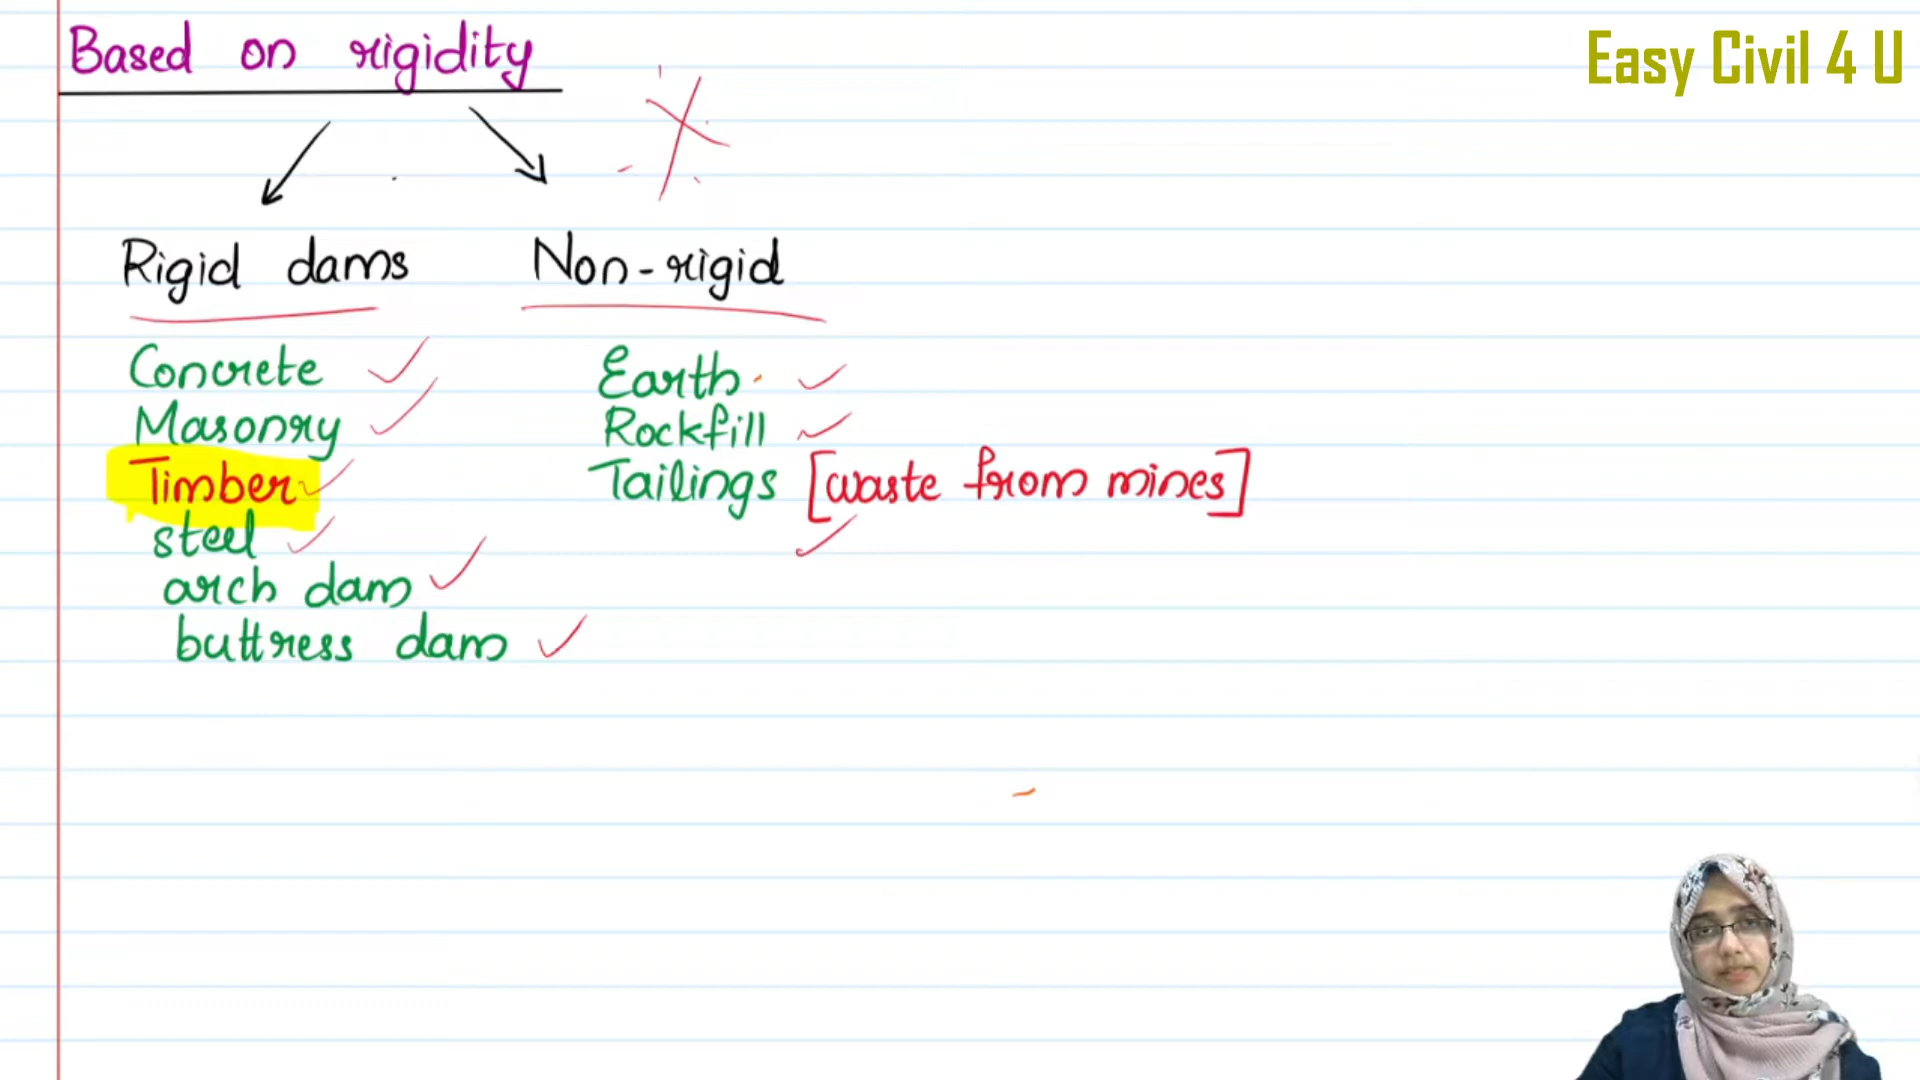 Based on rigidity
Easy Civil 4 U
Rigid dams
Non-rigid
Concrete
Masonry
Timber
steel
arch dam
buttress dam
Earth
Rockfill
Tailings [waste from mines]